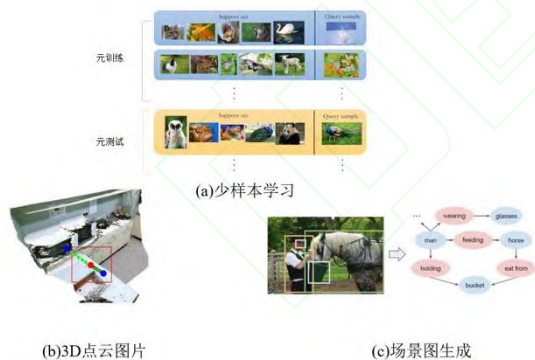 Support set
Query sample
元训练
Support set
Query sample
元测试
(a)少样本学习
... wearing glasses
man feeding horse
holding eat from
bucket
(b)3D点云图片
(c)场景图生成